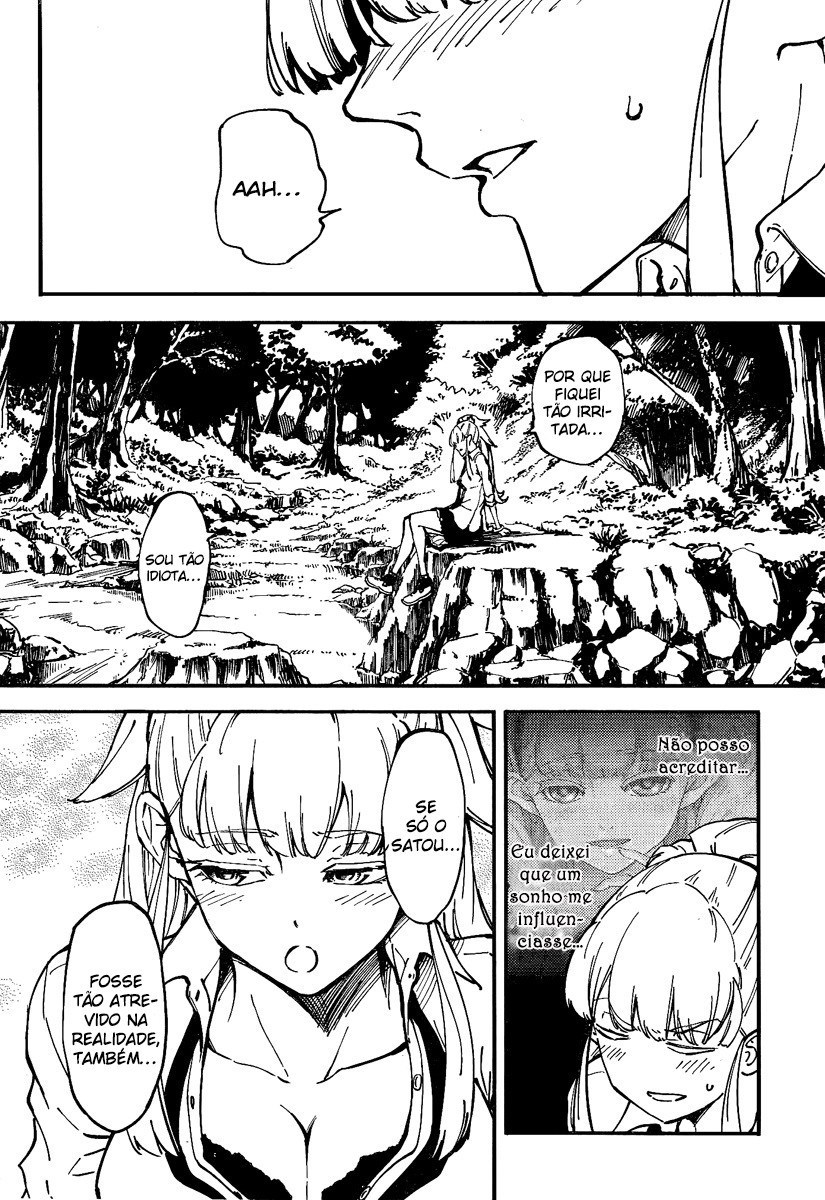 AAH...
POR QUE
FIQUEI
TÃO IRRI-
TADA...
SOU TÃO
IDIOTA...
Não posso
acreditar...
Eu deixei
que um
sonho me
influen-
ciasse...
SE
SÓ O
SATOU...
FOSSE
TÃO ATRE-
VIDO NA
REALIDADE,
TAMBÉM...